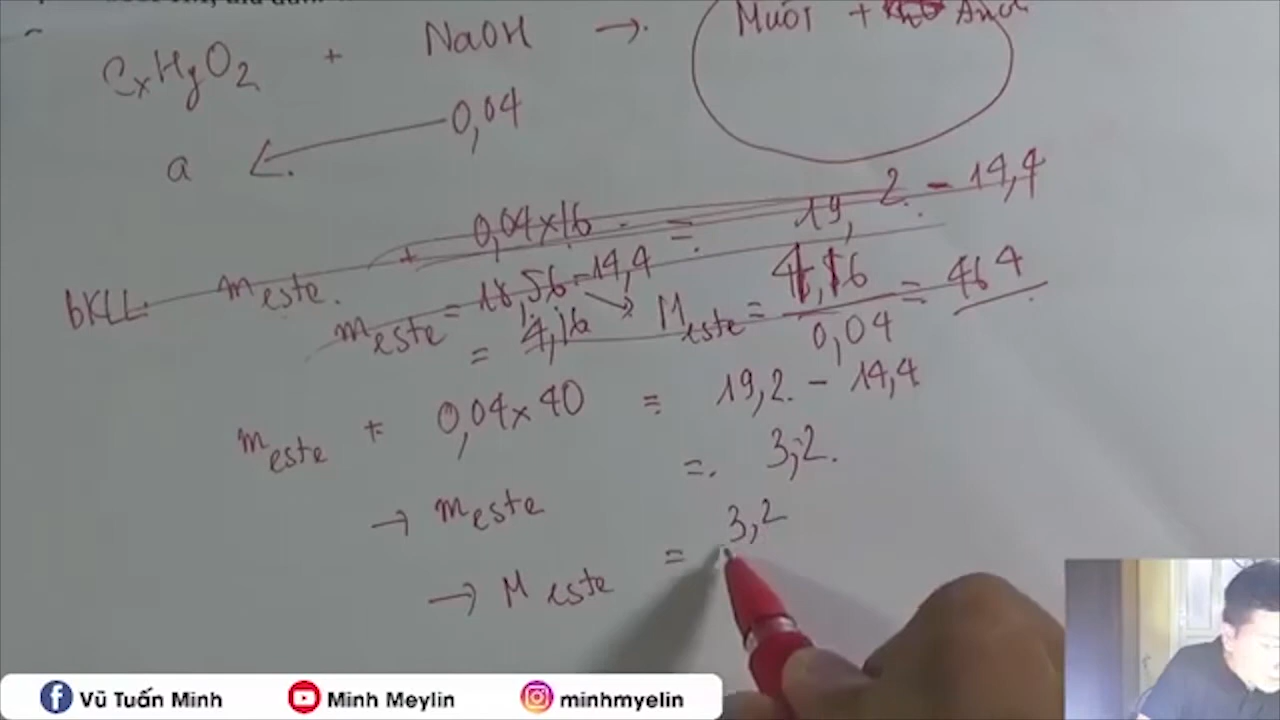 CxHyO2 + NaOH → Muối + Anc
a ← 0,04
BKLL. meste. + 0,04×16 = 19,2 - 14,4
meste = 18,56 - 14,4
= 4,16 → Meste = 4,16 / 0,04 = 464
meste + 0,04×40 = 19,2 - 14,4
→ meste = 3,2.
→ Meste = 3,2
Vũ Tuấn Minh
Minh Meylin
minhmyelin